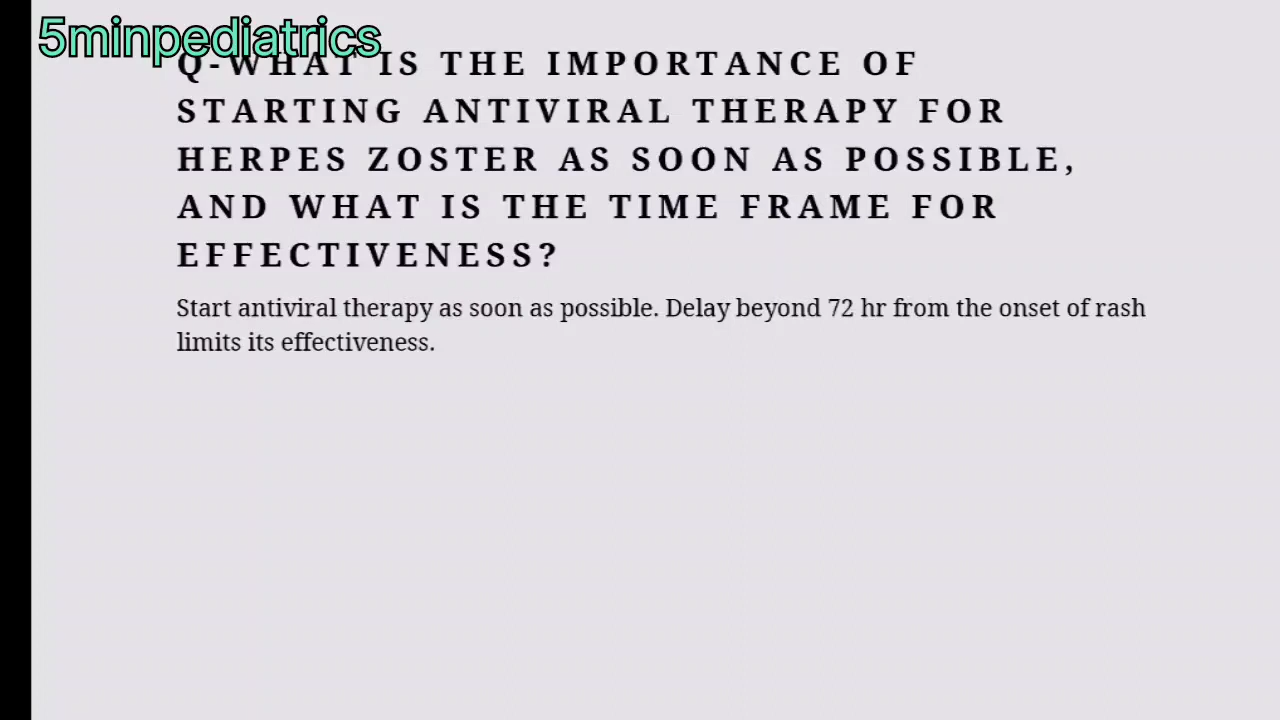 5minpediatrics
Q-WHAT IS THE IMPORTANCE OF
STARTING ANTIVIRAL THERAPY FOR
HERPES ZOSTER AS SOON AS POSSIBLE,
AND WHAT IS THE TIME FRAME FOR
EFFECTIVENESS?
Start antiviral therapy as soon as possible. Delay beyond 72 hr from the onset of rash
limits its effectiveness.